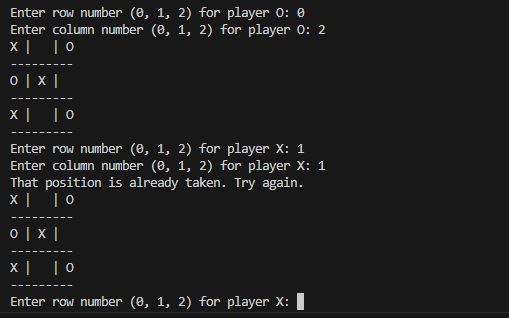 Enter row number (0, 1, 2) for player O: 0
Enter column number (0, 1, 2) for player O: 2
X |   | O
---------
O | X |
---------
X |   | O
---------
Enter row number (0, 1, 2) for player X: 1
Enter column number (0, 1, 2) for player X: 1
That position is already taken. Try again.
X |   | O
---------
O | X |
---------
X |   | O
---------
Enter row number (0, 1, 2) for player X: